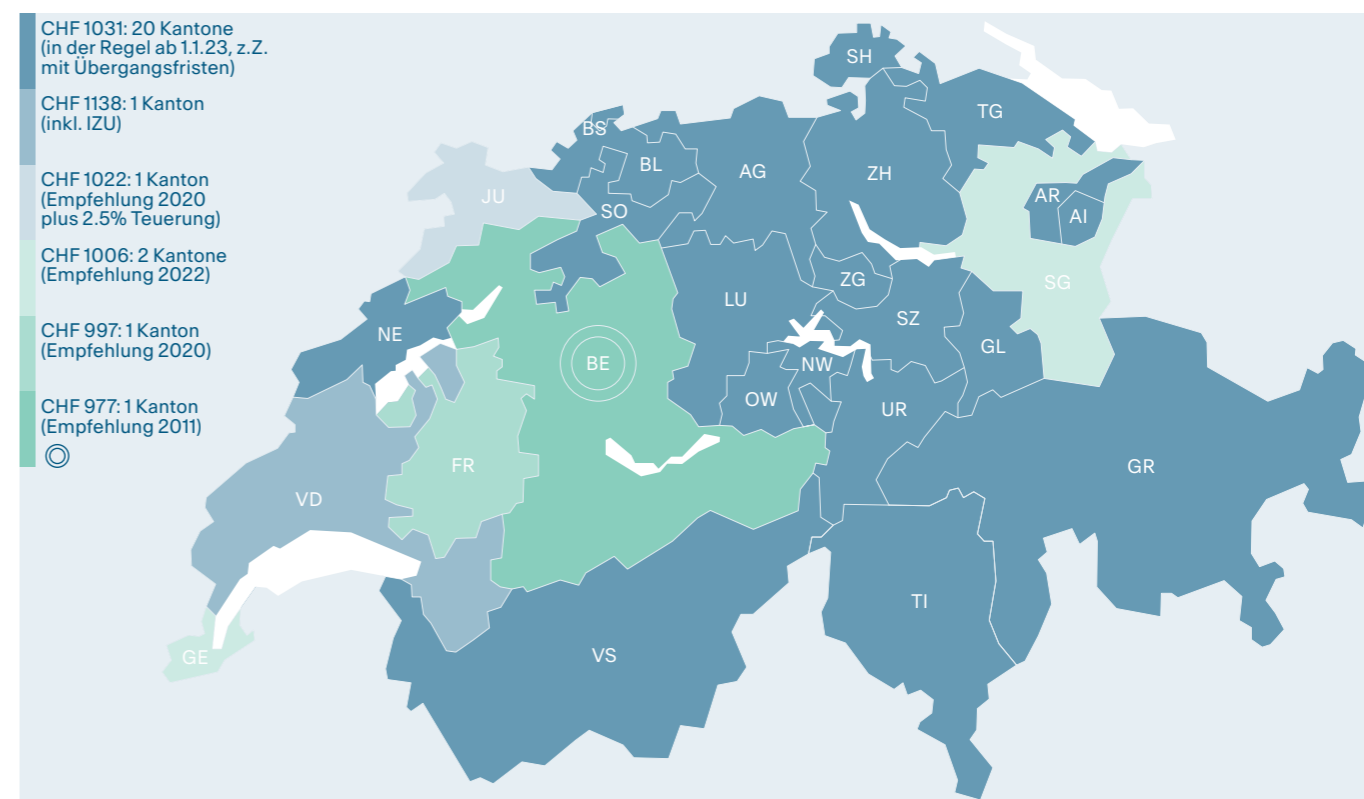 CHF 1031: 20 Kantone
(in der Regel ab 1.1.23, z.Z.
mit Übergangsfristen)
CHF 1138: 1 Kanton
(inkl. IZU)
CHF 1022: 1 Kanton
(Empfehlung 2020
plus 2.5% Teuerung)
CHF 1006: 2 Kantone
(Empfehlung 2022)
CHF 997: 1 Kanton
(Empfehlung 2020)
CHF 977: 1 Kanton
(Empfehlung 2011)
SH
TG
BS
BL
AG
ZH
JU
AR
SO
AI
ZG
SG
LU
SZ
NE
GL
BE
NW
OW
UR
FR
GR
VD
TI
GE
VS